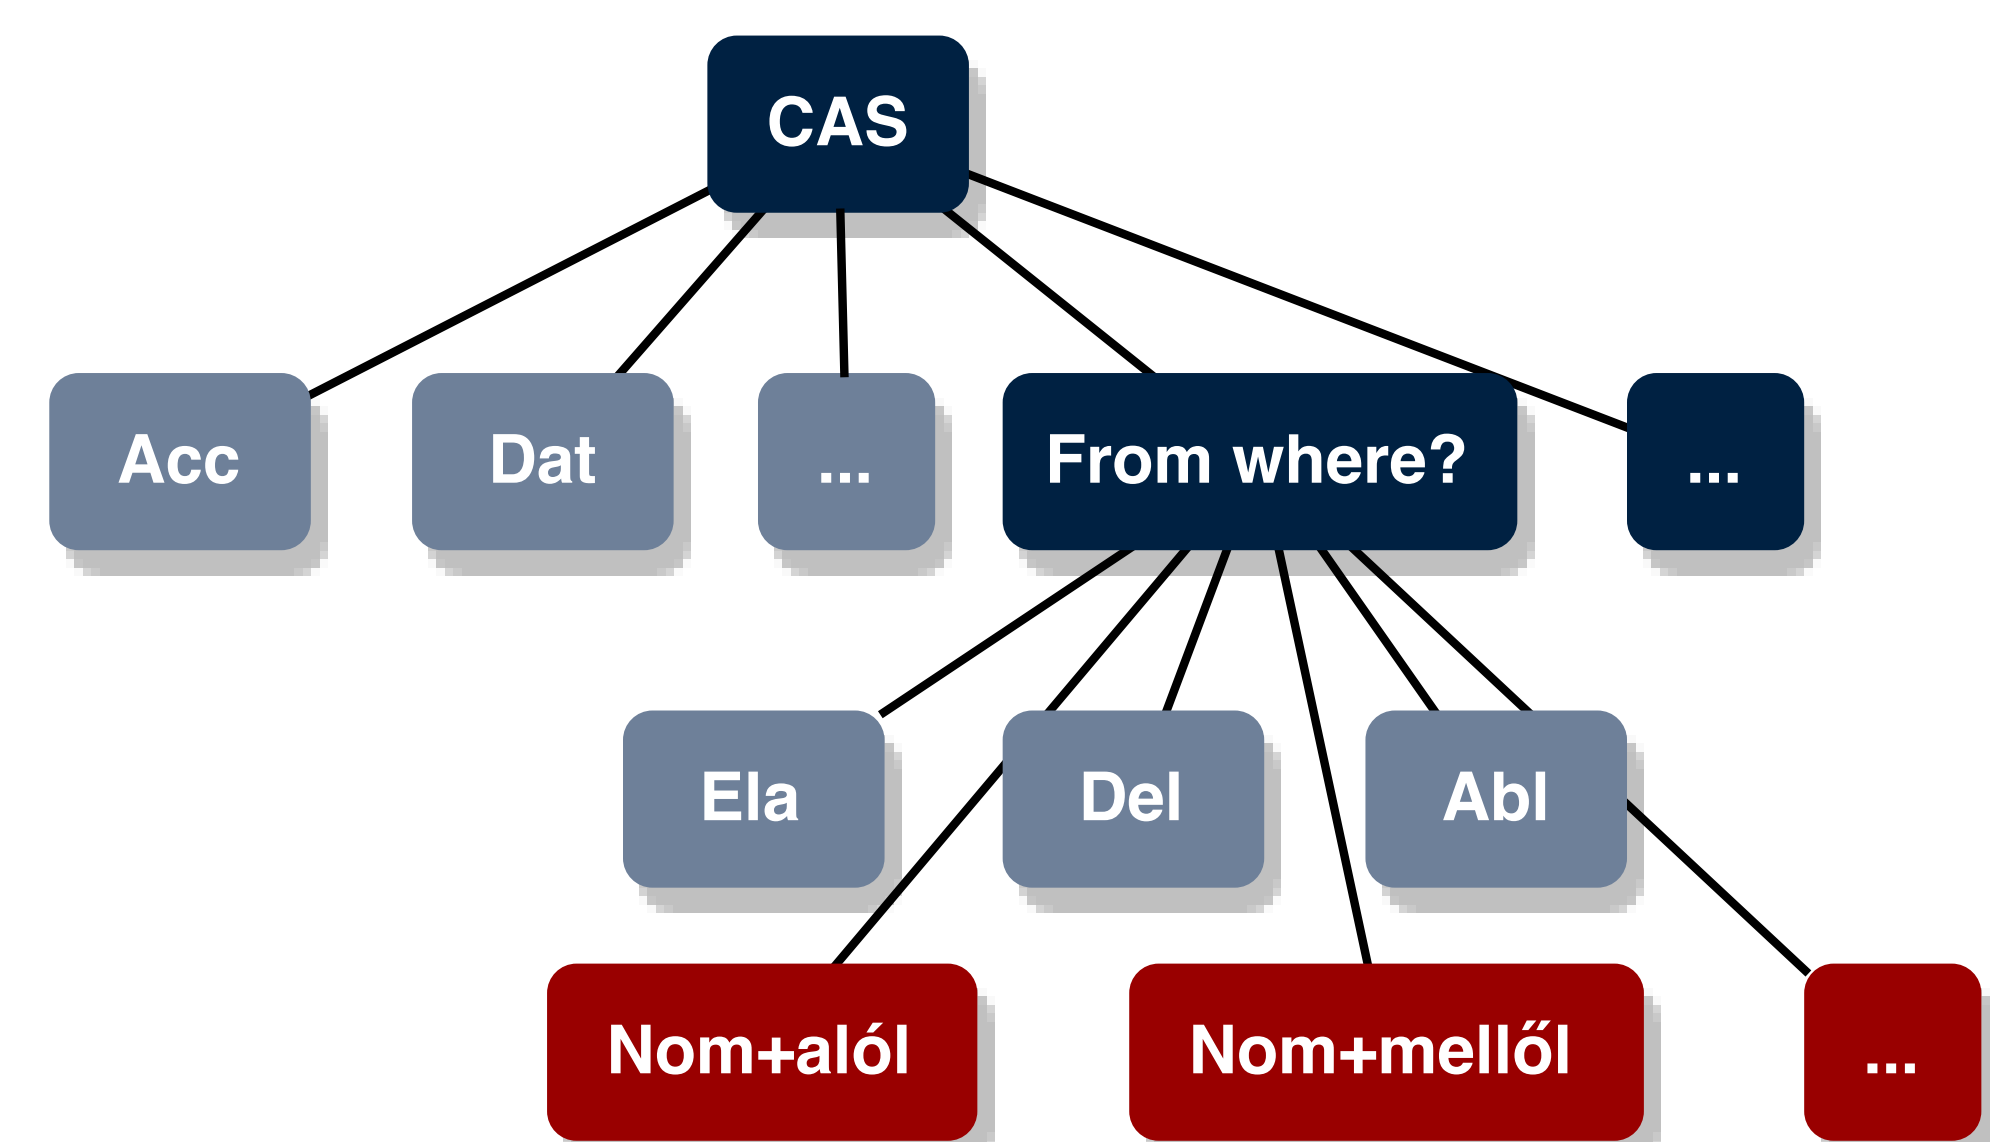 CAS
Acc
Dat
...
From where?
...
Ela
Del
Abl
Nom+alól
Nom+mellől
...